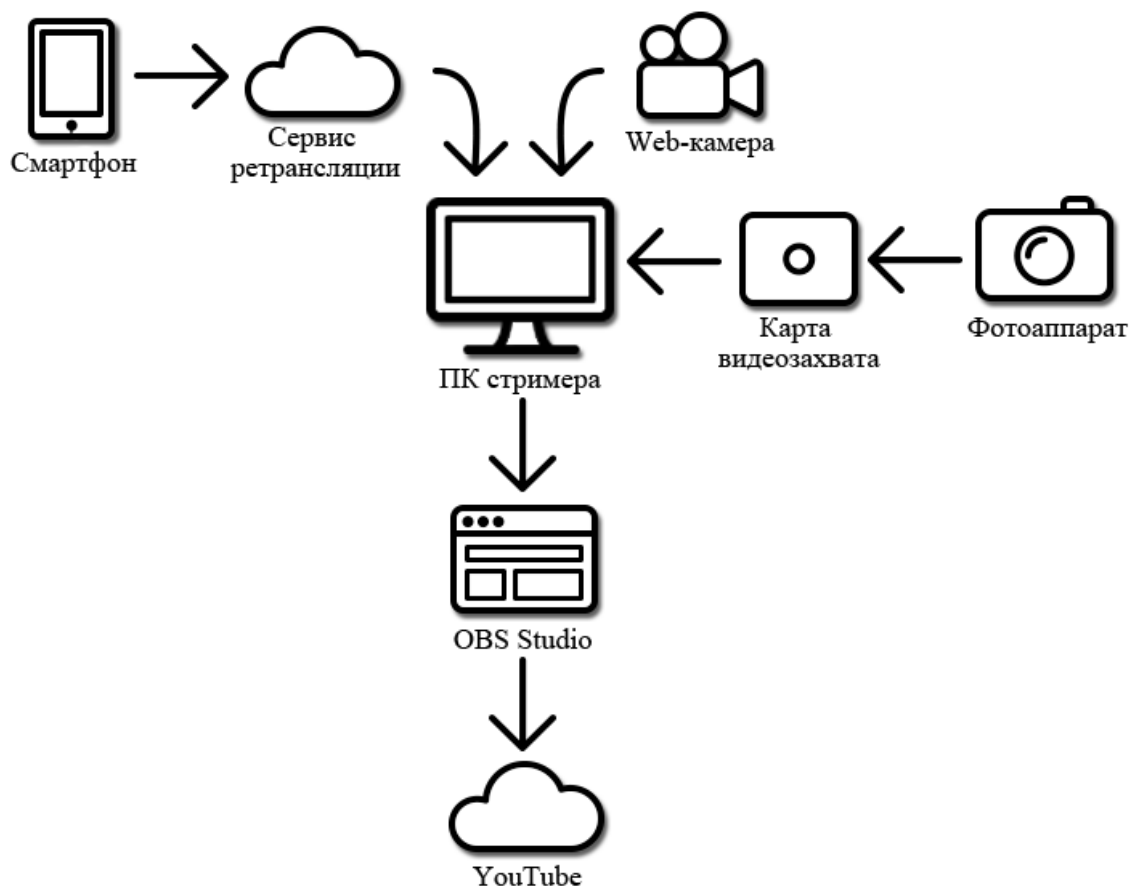 Смартфон
Сервис
ретрансляции
Web-камера
Карта
видеозахвата
Фотоаппарат
ПК стримера
OBS Studio
YouTube